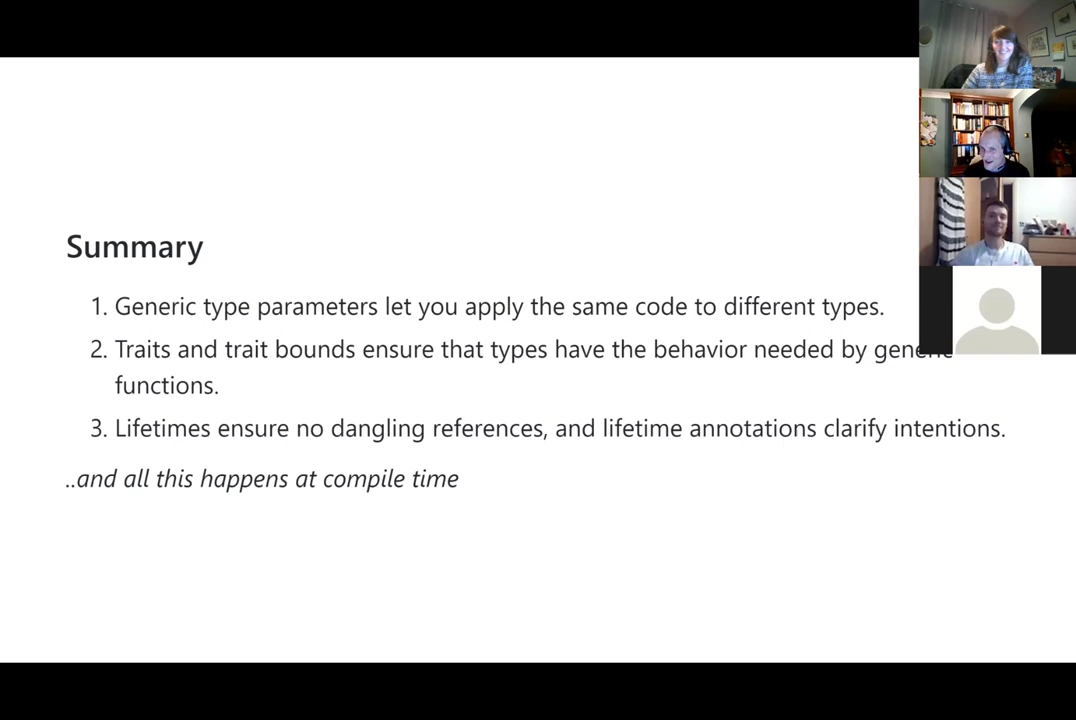 Summary
1. Generic type parameters let you apply the same code to different types.
2. Traits and trait bounds ensure that types have the behavior needed by generic
functions.
3. Lifetimes ensure no dangling references, and lifetime annotations clarify intentions.
..and all this happens at compile time